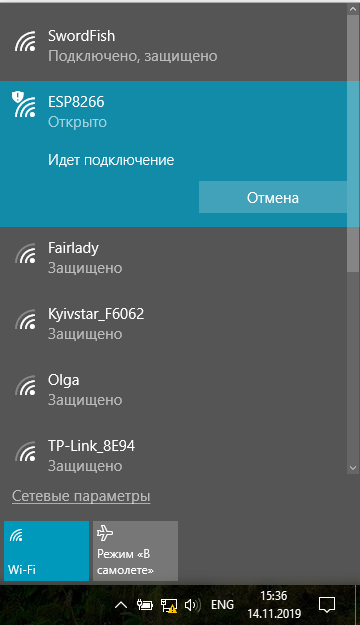 SwordFish
Подключено, защищено
ESP8266
Открыто
Идет подключение
Отмена
Fairlady
Защищено
Kyivstar_F6062
Защищено
Olga
Защищено
TP-Link_8E94
Защищено
Сетевые параметры
Wi-Fi
Режим «В
самолете»
ENG
15:36
14.11.2019